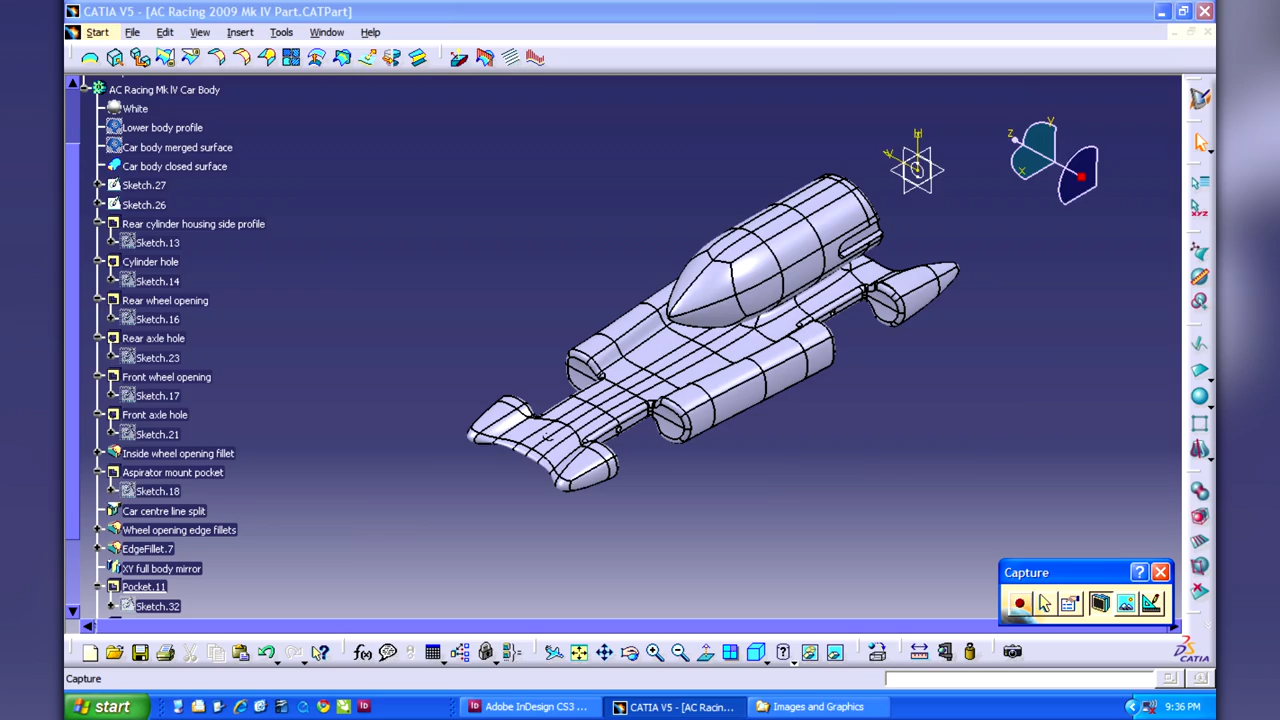 CATIA V5 - [AC Racing 2009 Mk IV Part.CATPart]
Start File Edit View Insert Tools Window Help
AC Racing Mk IV Car Body
White
Lower body profile
Car body merged surface
Car body closed surface
Sketch.27
Sketch.26
Rear cylinder housing side profile
Sketch.13
Cylinder hole
Sketch.14
Rear wheel opening
Sketch.16
Rear axle hole
Sketch.23
Front wheel opening
Sketch.17
Front axle hole
Sketch.21
Inside wheel opening fillet
Aspirator mount pocket
Sketch.18
Car centre line split
Wheel opening edge fillets
EdgeFillet.7
XY full body mirror
Pocket.11
Sketch.32
H
V
y
z
x
xyz
Capture
f(x)
CATIA
Capture
start
Adobe InDesign CS3 ...
CATIA V5 - [AC Racin...
Images and Graphics
9:36 PM